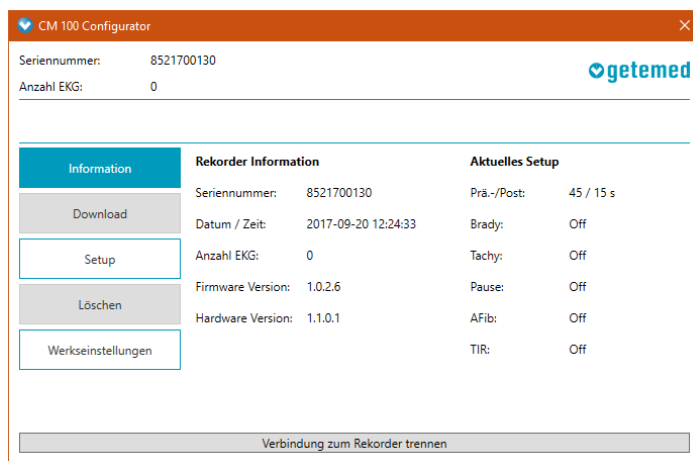 CM 100 Configurator
Seriennummer: 8521700130
Anzahl EKG: 0
getemed
Information
Download
Setup
Löschen
Werkseinstellungen
Rekorder Information
Seriennummer: 8521700130
Datum / Zeit: 2017-09-20 12:24:33
Anzahl EKG: 0
Firmware Version: 1.0.2.6
Hardware Version: 1.1.0.1
Aktuelles Setup
Prä.-/Post: 45 / 15 s
Brady: Off
Tachy: Off
Pause: Off
AFib: Off
TIR: Off
Verbindung zum Rekorder trennen